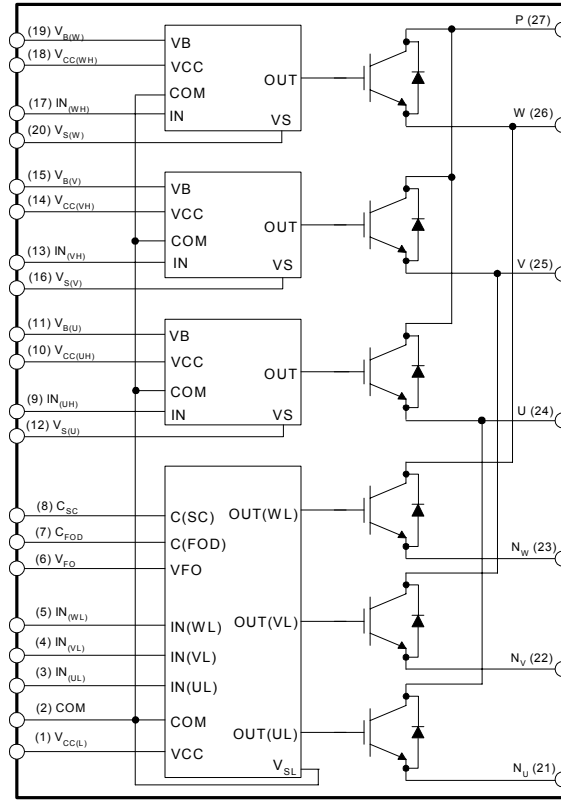 (19) VB(W)
(18) VCC(WH)
(17) IN(WH)
(20) VS(W)
VB
VCC
COM
IN
OUT
VS
P (27)
W (26)
(15) VB(V)
(14) VCC(VH)
(13) IN(VH)
(16) VS(V)
VB
VCC
COM
IN
OUT
VS
V (25)
(11) VB(U)
(10) VCC(UH)
(9) IN(UH)
(12) VS(U)
VB
VCC
COM
IN
OUT
VS
U (24)
(8) CSC
(7) CFOD
(6) VFO
(5) IN(WL)
(4) IN(VL)
(3) IN(UL)
(2) COM
(1) VCC(L)
C(SC)
C(FOD)
VFO
IN(WL)
IN(VL)
IN(UL)
COM
VCC
OUT(WL)
OUT(VL)
OUT(UL)
VSL
NW (23)
NV (22)
NU (21)